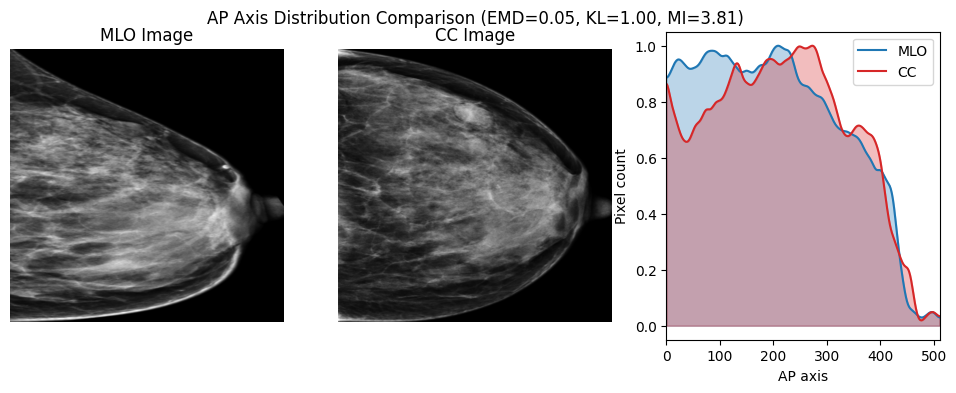 AP Axis Distribution Comparison (EMD=0.05, KL=1.00, MI=3.81)
MLO Image
CC Image
MLO
CC
Pixel count
1.0
0.8
0.6
0.4
0.2
0.0
0 100 200 300 400 500
AP axis